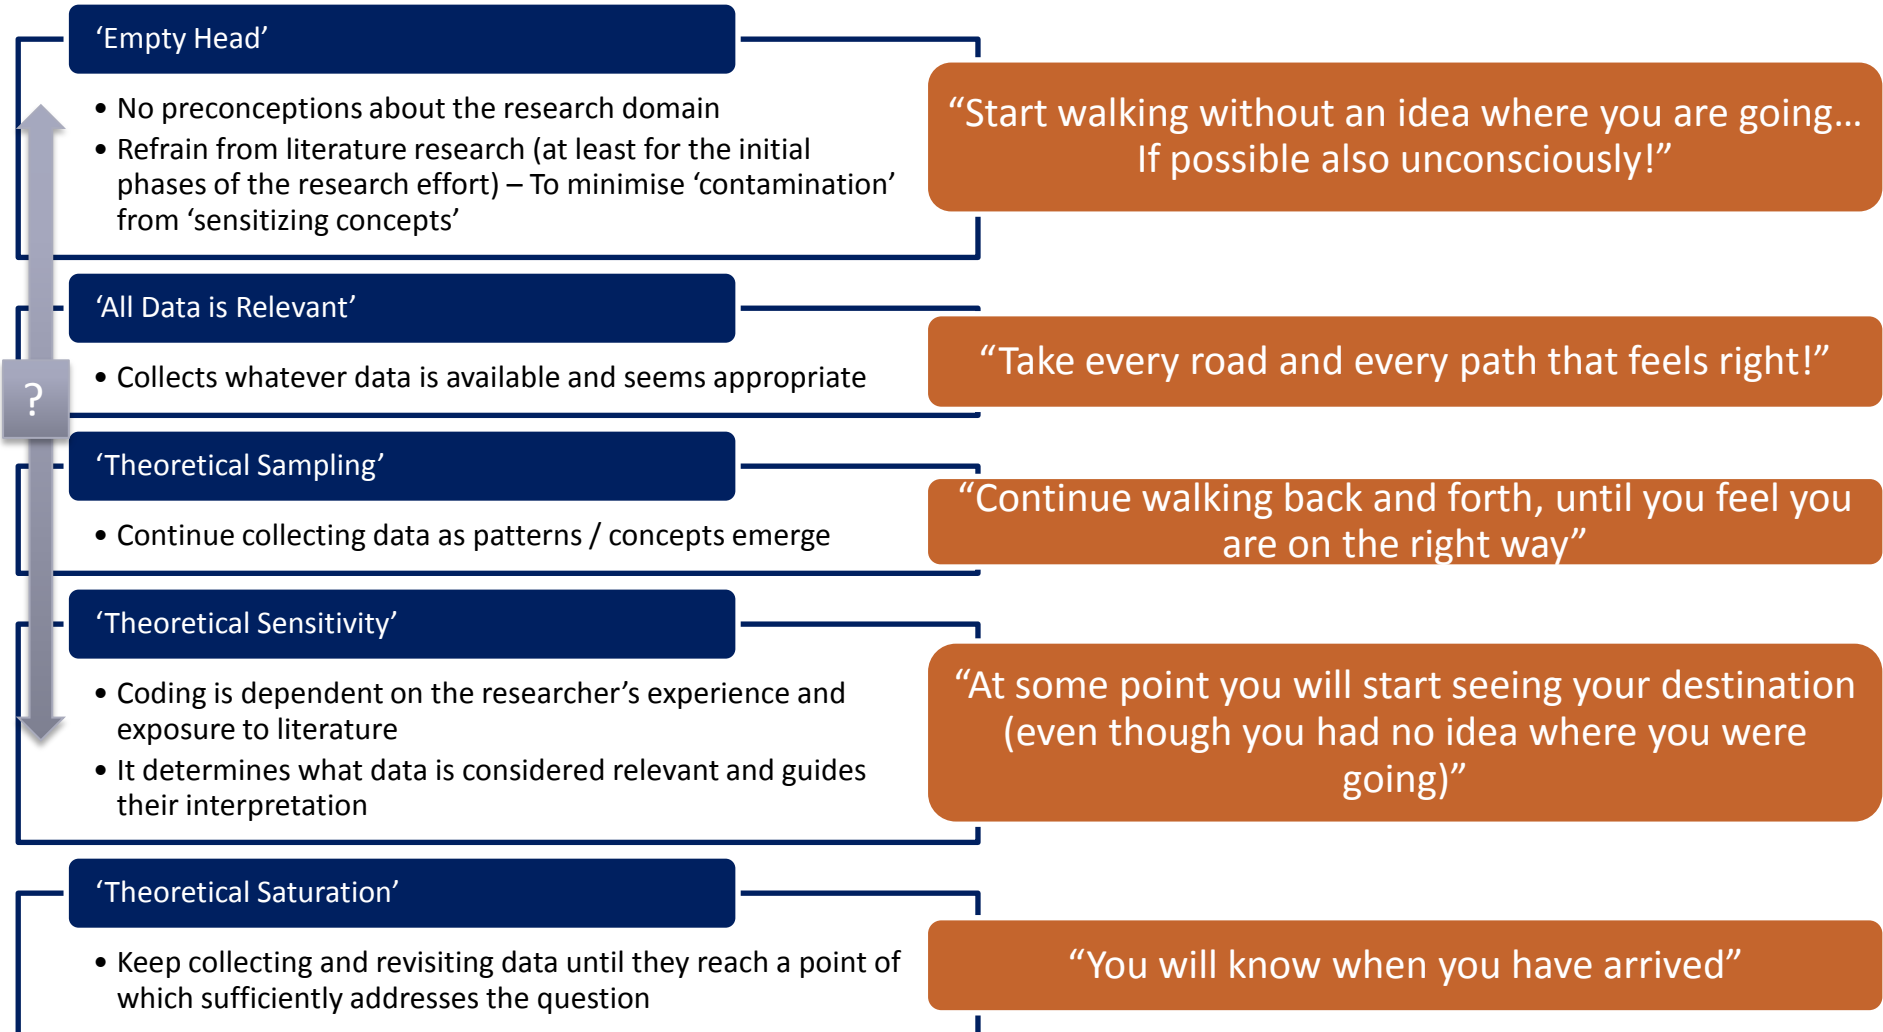 ‘Empty Head’
• No preconceptions about the research domain
• Refrain from literature research (at least for the initial
phases of the research effort) – To minimise ‘contamination’
from ‘sensitizing concepts’
“Start walking without an idea where you are going…
If possible also unconsciously!”
‘All Data is Relevant’
• Collects whatever data is available and seems appropriate
“Take every road and every path that feels right!”
?
‘Theoretical Sampling’
• Continue collecting data as patterns / concepts emerge
“Continue walking back and forth, until you feel you
are on the right way”
‘Theoretical Sensitivity’
• Coding is dependent on the researcher’s experience and
exposure to literature
• It determines what data is considered relevant and guides
their interpretation
“At some point you will start seeing your destination
(even though you had no idea where you were
going)”
‘Theoretical Saturation’
• Keep collecting and revisiting data until they reach a point of
which sufficiently addresses the question
“You will know when you have arrived”